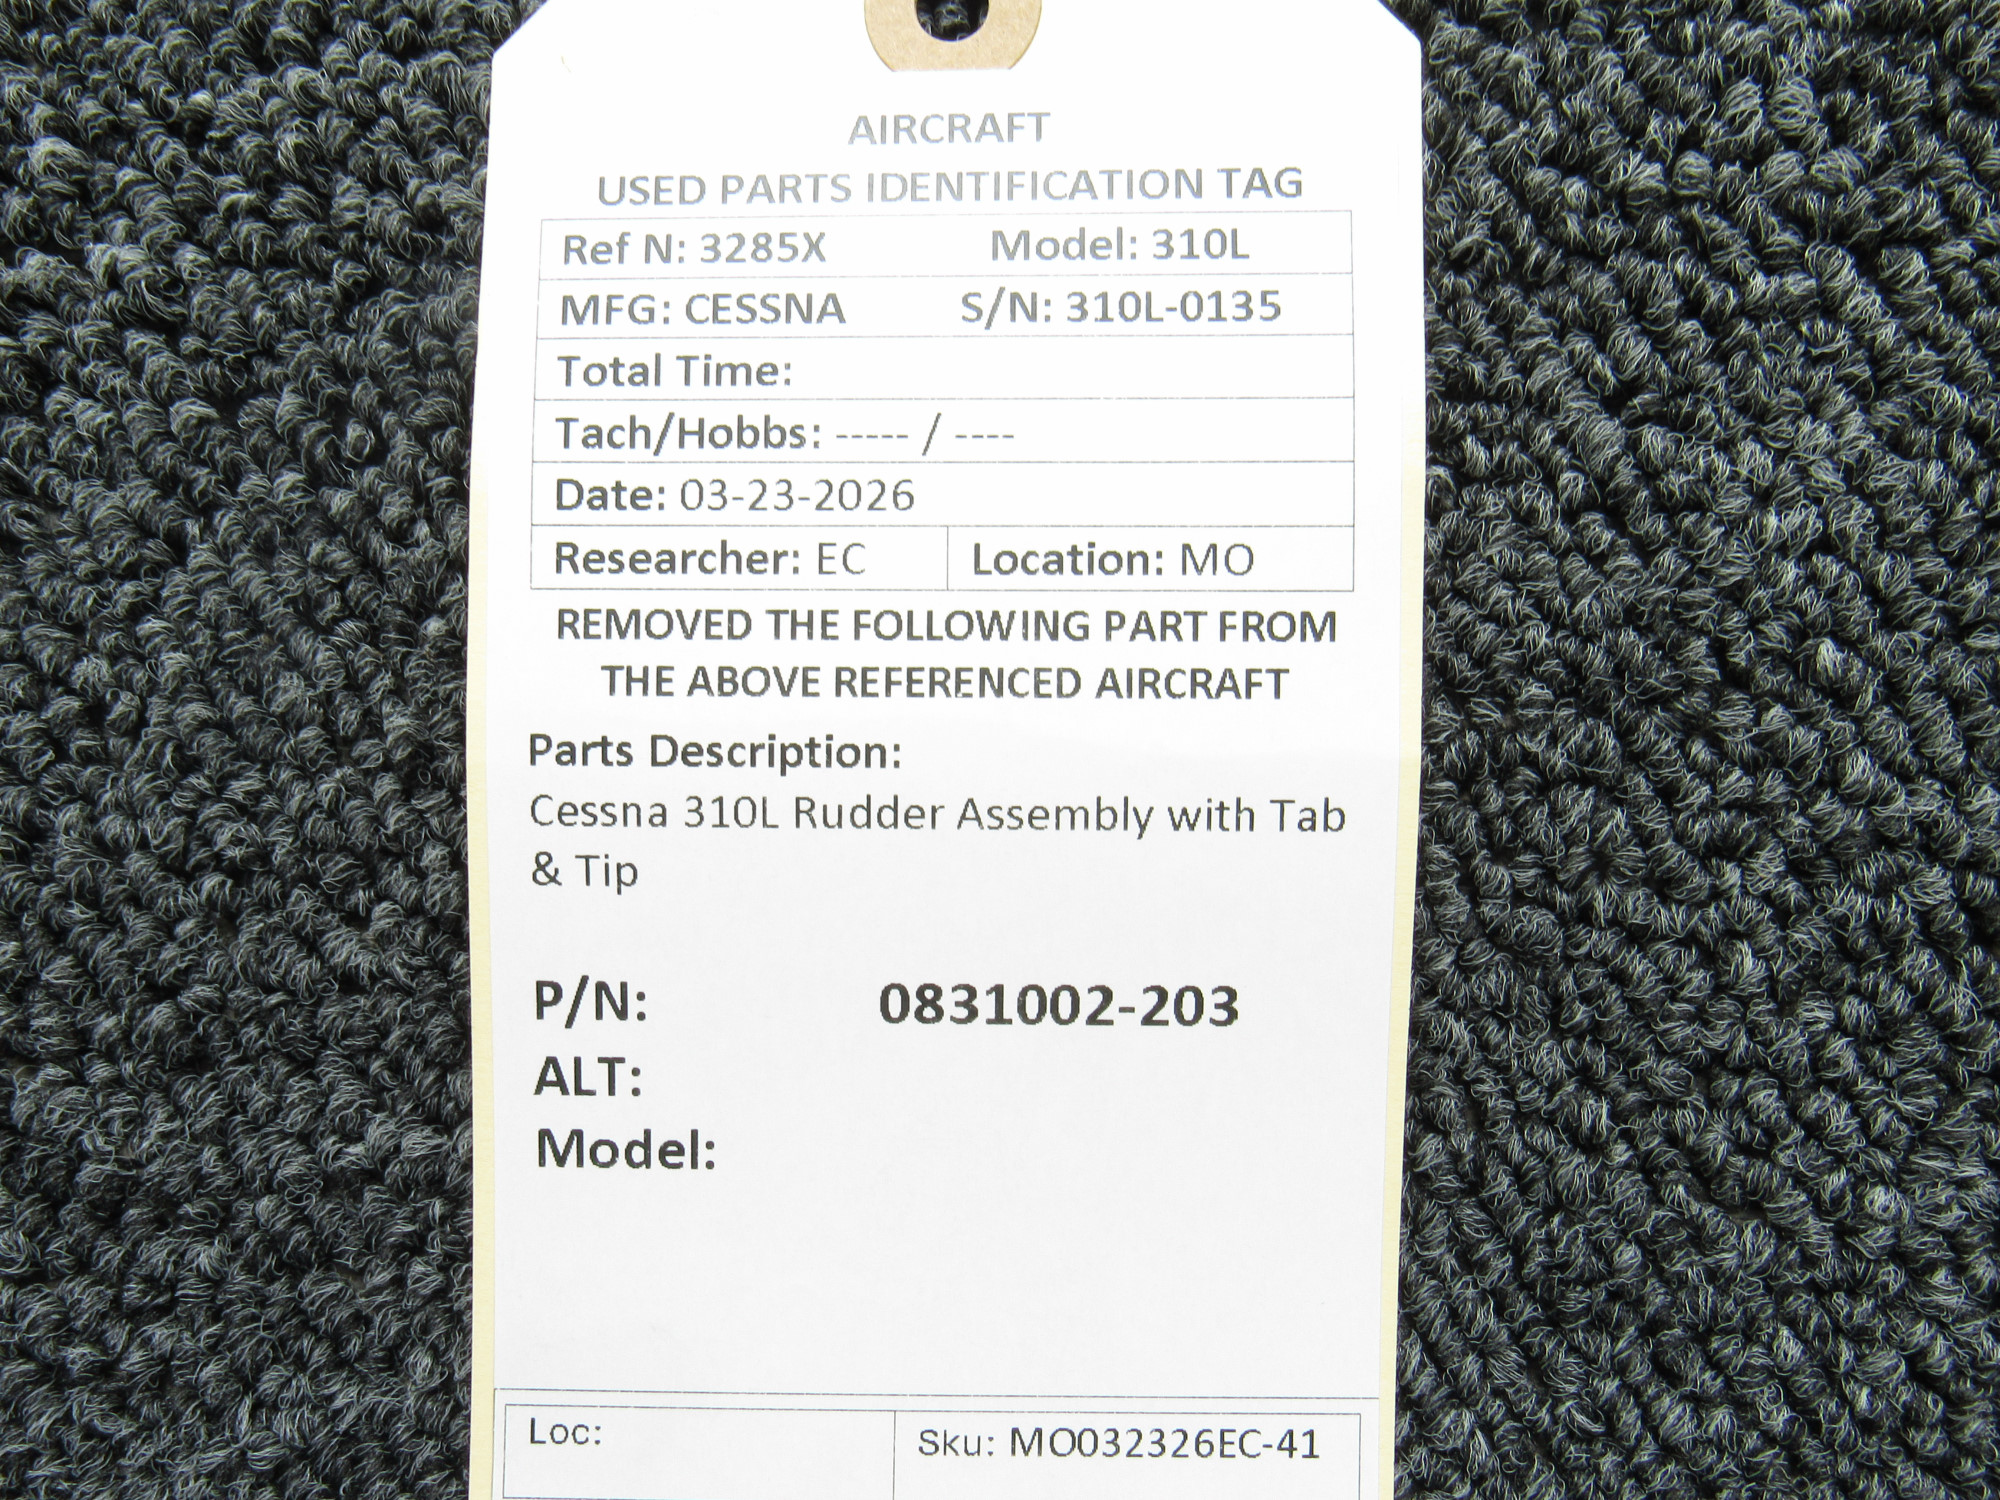 AIRCRAFT
USED PARTS IDENTIFICATION TAG
Ref N: 3285X Model: 310L
MFG: CESSNA S/N: 310L-0135
Total Time:
Tach/Hobbs: ----- / ----
Date: 03-23-2026
Researcher: EC Location: MO
REMOVED THE FOLLOWING PART FROM
THE ABOVE REFERENCED AIRCRAFT
Parts Description:
Cessna 310L Rudder Assembly with Tab
& Tip
P/N: 0831002-203
ALT:
Model:
Loc: Sku: MO032326EC-41